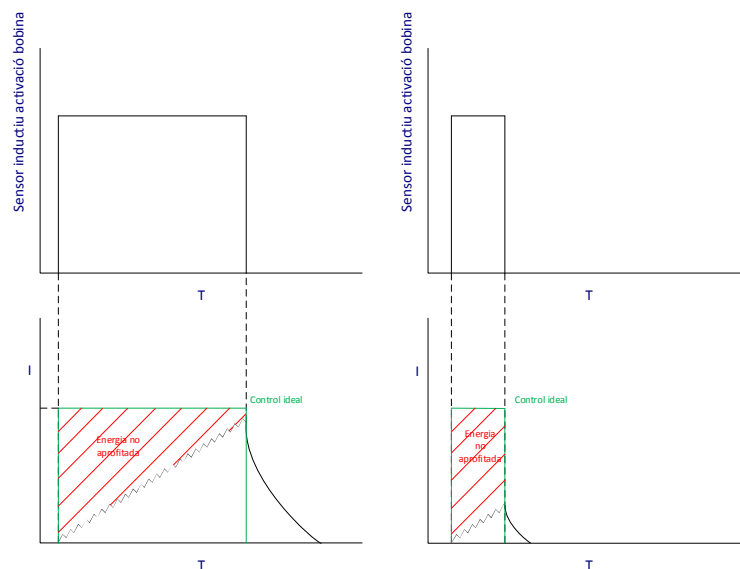 Sensor inductiu activació bobina
T
Sensor inductiu activació bobina
T
I
Control ideal
Energia no
aprofitada
T
I
Control ideal
Energia
no
aprofitada
T